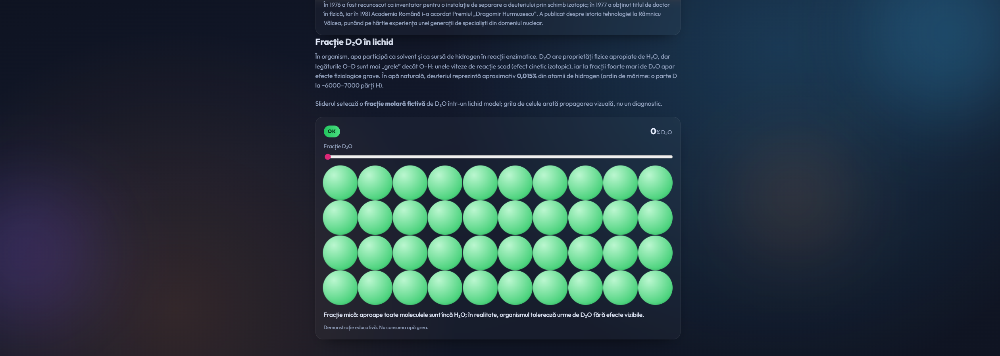 În 1976 a fost recunoscut ca inventator pentru o instalație de separare a deuteriului prin schimb izotopic; în 1977 a obținut titlul de doctor
în fizică, iar în 1981 Academia Română i-a acordat Premiul „Dragomir Hurmuzescu”. A publicat despre istoria tehnologiei la Râmnicu
Vâlcea, punând pe hârtie experiența unei generații de specialiști din domeniul nuclear.
Fracție D₂O în lichid
În organism, apa participă ca solvent și ca sursă de hidrogen în reacții enzimatice. D₂O are proprietăți fizice apropiate de H₂O, dar
legăturile O–D sunt mai „grele” decât O–H: unele viteze de reacție scad (efect cinetic izotopic), iar la fracții foarte mari de D₂O apar
efecte fiziologice grave. În apă naturală, deuteriul reprezintă aproximativ 0,015% din atomii de hidrogen (ordin de mărime: o parte D
la ~6000–7000 părți H).
Sliderul setează o fracție molară fictivă de D₂O într-un lichid model; grila de celule arată propagarea vizuală, nu un diagnostic.
OK
0% D₂O
Fracție D₂O
Fracție mică: aproape toate moleculele sunt încă H₂O; în realitate, organismul tolerează urme de D₂O fără efecte vizibile.
Demonstrație educativă. Nu consuma apă grea.